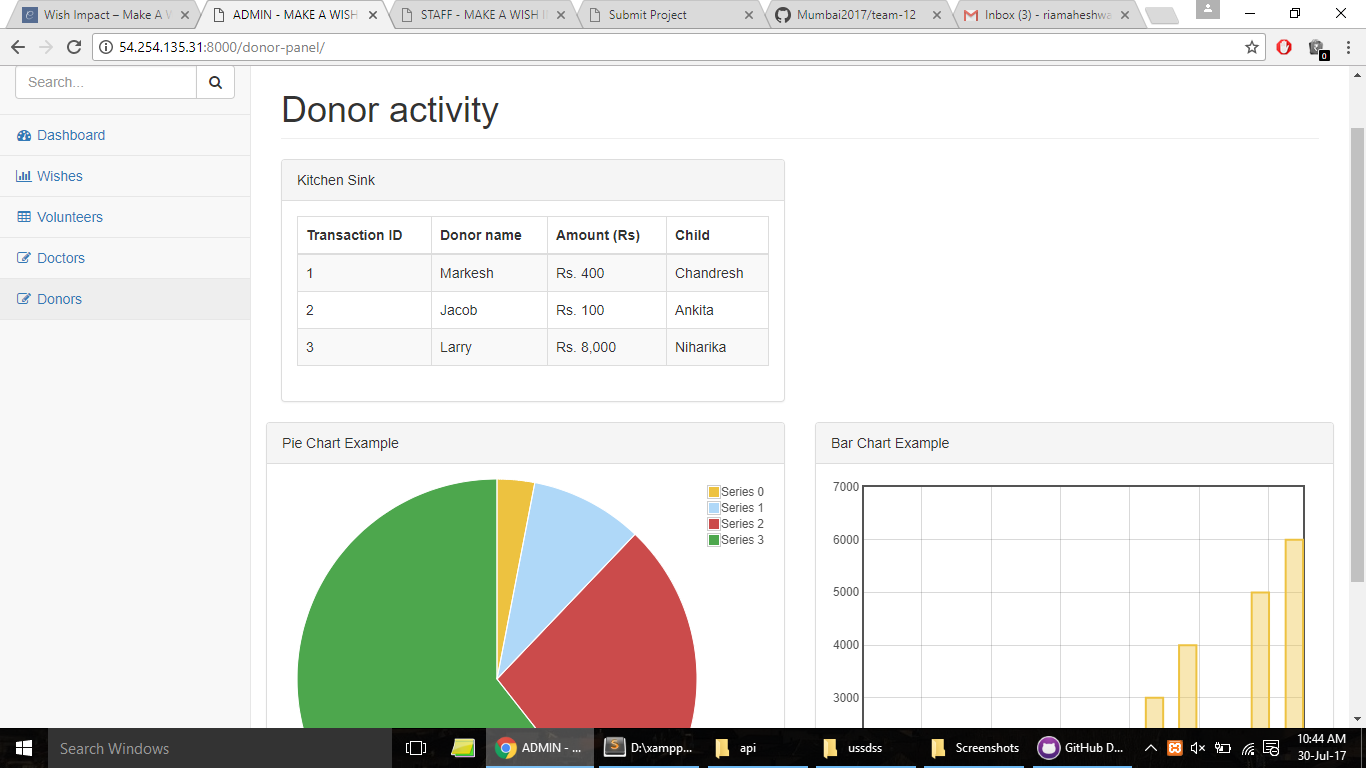 Wish Impact – Make A W
ADMIN - MAKE A WISH
STAFF - MAKE A WISH I
Submit Project
Mumbai2017/team-12
Inbox (3) - riamaheshwa
54.254.135.31:8000/donor-panel/
0
Search...
Dashboard
Wishes
Volunteers
Doctors
Donors
Donor activity
Kitchen Sink
Transaction ID Donor name Amount (Rs) Child
1 Markesh Rs. 400 Chandresh
2 Jacob Rs. 100 Ankita
3 Larry Rs. 8,000 Niharika
Pie Chart Example
Series 0
Series 1
Series 2
Series 3
Bar Chart Example
7000
6000
5000
4000
3000
Search Windows
ADMIN - ...
D:\xampp...
api
ussdss
Screenshots
GitHub D...
10:44 AM
30-Jul-17